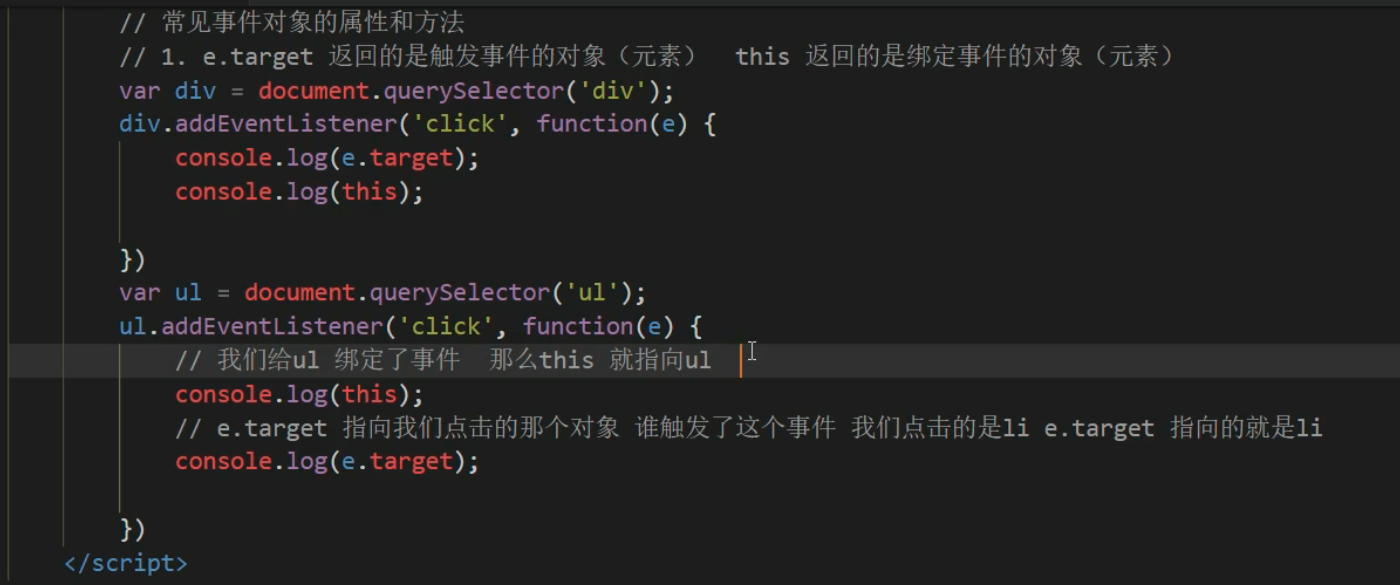 // 常见事件对象的属性和方法
// 1. e.target 返回的是触发事件的对象（元素）  this 返回的是绑定事件的对象（元素）
var div = document.querySelector('div');
div.addEventListener('click', function(e) {
console.log(e.target);
console.log(this);
})
var ul = document.querySelector('ul');
ul.addEventListener('click', function(e) {
// 我们给ul 绑定了事件  那么this 就指向ul
console.log(this);
// e.target 指向我们点击的那个对象 谁触发了这个事件 我们点击的是li e.target 指向的就是li
console.log(e.target);
})
</script>